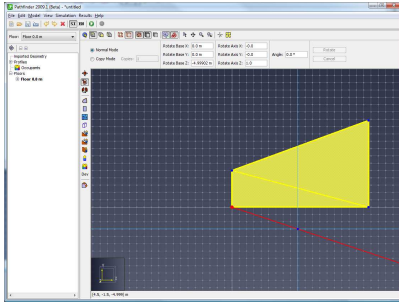 Pathfinder 2009.1 (Beta) - *untitled
File Edit Model View Simulation Results Help
Floor: Floor 0.0 m
Normal Mode
Copy Mode Copies:
Rotate Base X: 0.0 m Rotate Axis X: -0.0
Rotate Base Y: 0.0 m Rotate Axis Y: -0.0 Angle: 0.0 °
Rotate Base Z: -4.99902 m Rotate Axis Z: 1.0
Rotate
Cancel
Imported Geometry
Profiles
Occupants
Floors
Floor 0.0 m
Dev
(4.0, -1.0, -4.999) m